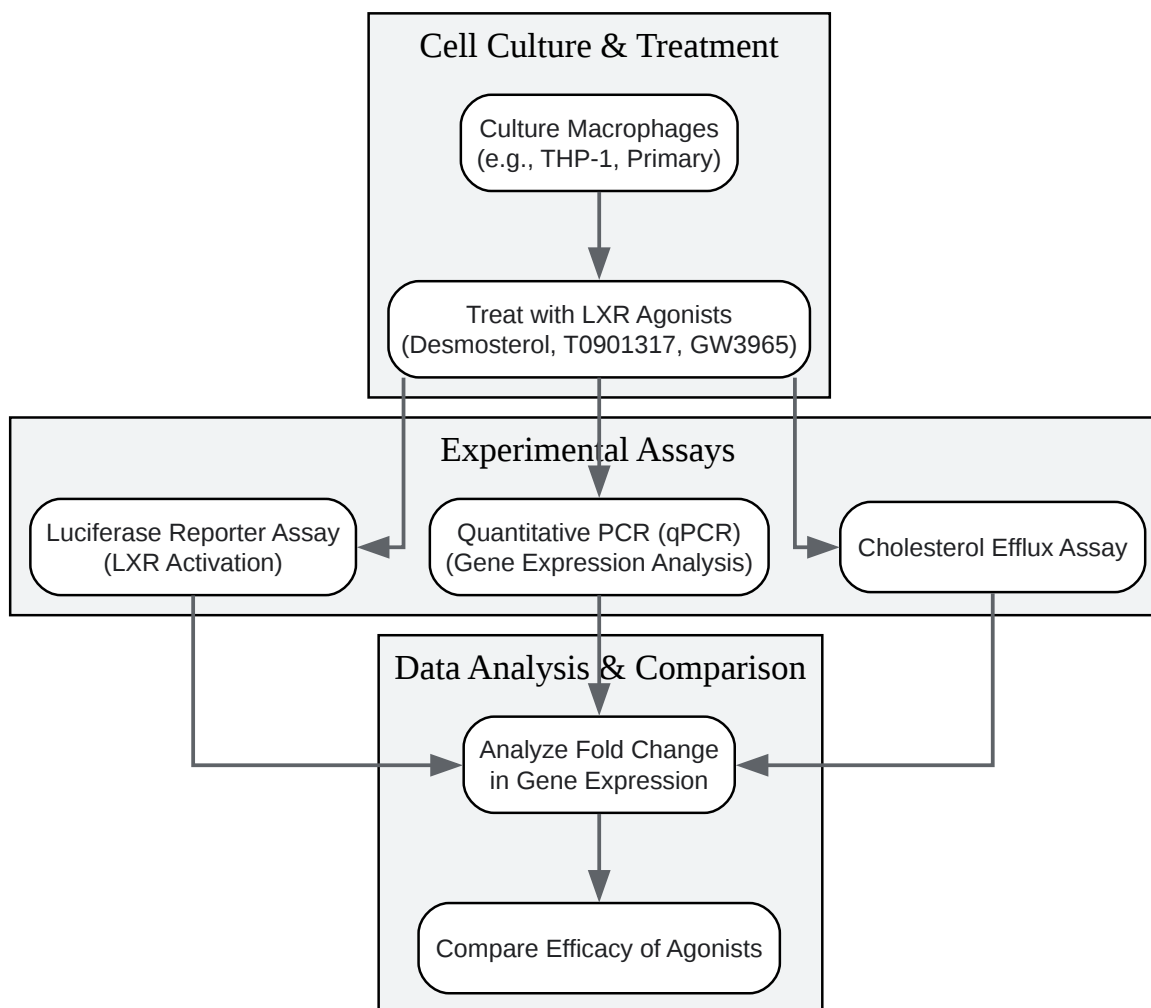 Cell Culture & Treatment
Culture Macrophages
(e.g., THP-1, Primary)
Treat with LXR Agonists
(Desmosterol, T0901317, GW3965)
Experimental Assays
Luciferase Reporter Assay
(LXR Activation)
Quantitative PCR (qPCR)
(Gene Expression Analysis)
Cholesterol Efflux Assay
Data Analysis & Comparison
Analyze Fold Change
in Gene Expression
Compare Efficacy of Agonists